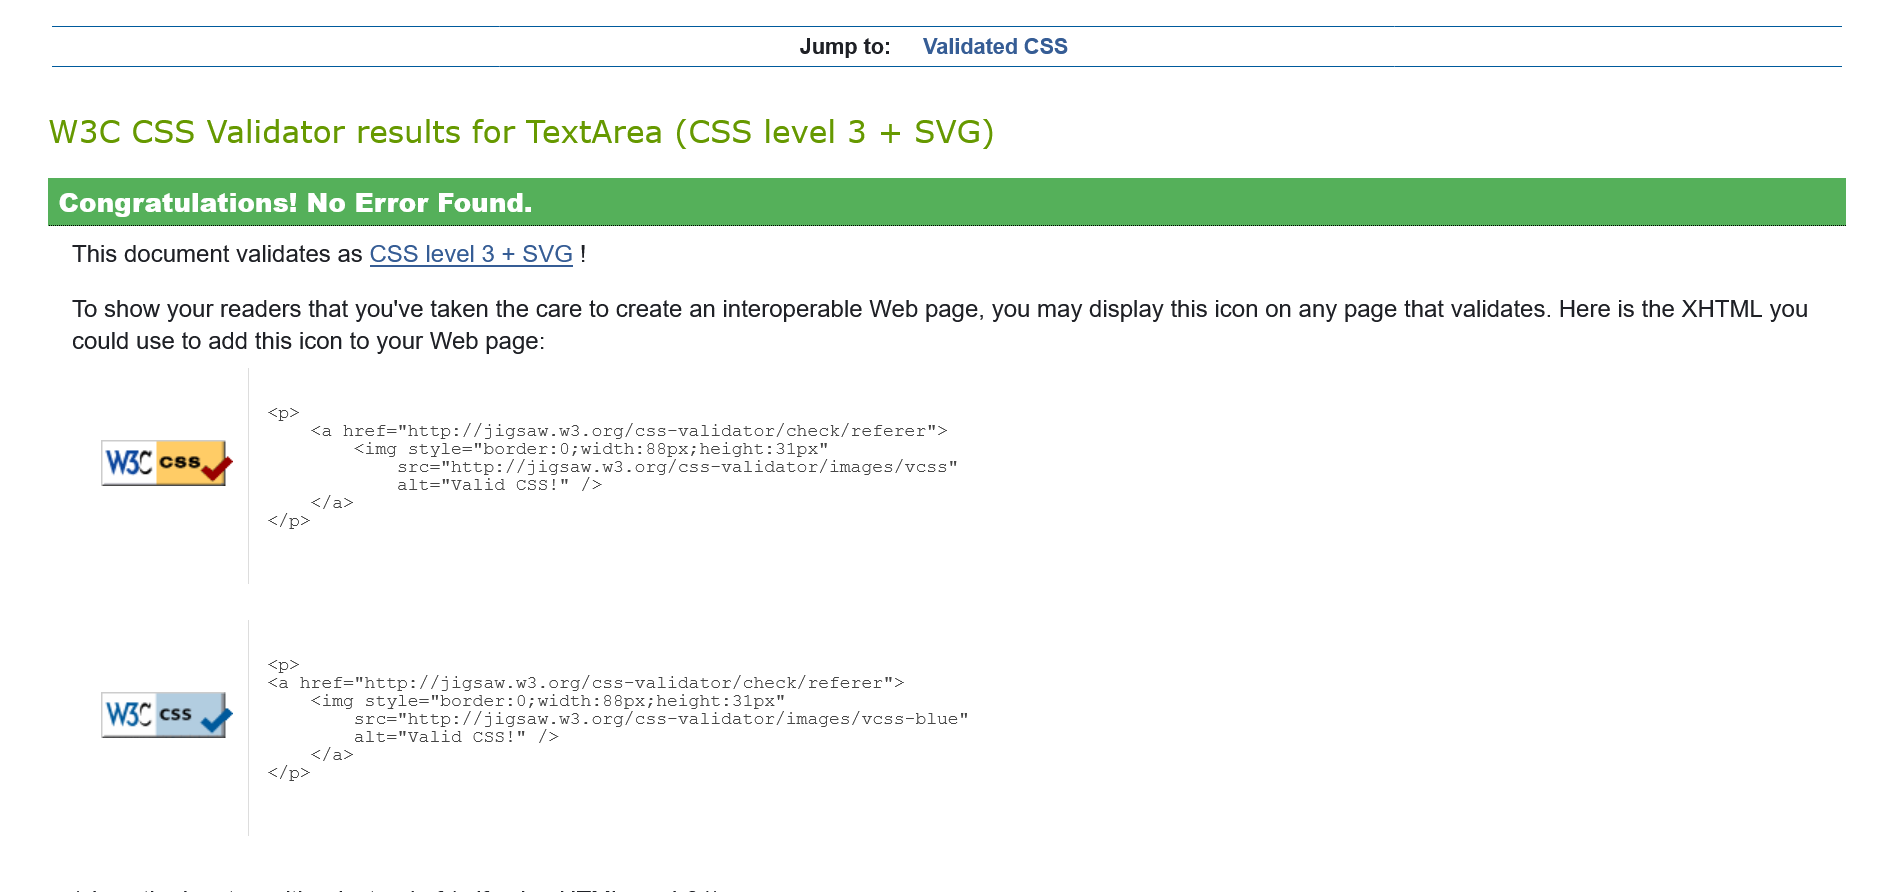 Jump to: Validated CSS
W3C CSS Validator results for TextArea (CSS level 3 + SVG)
Congratulations! No Error Found.
This document validates as CSS level 3 + SVG !
To show your readers that you've taken the care to create an interoperable Web page, you may display this icon on any page that validates. Here is the XHTML you
could use to add this icon to your Web page:
<p>
    <a href="http://jigsaw.w3.org/css-validator/check/referer">
        <img style="border:0;width:88px;height:31px"
W3C css
            src="http://jigsaw.w3.org/css-validator/images/vcss"
            alt="Valid CSS!" />
    </a>
</p>
<p>
<a href="http://jigsaw.w3.org/css-validator/check/referer">
    <img style="border:0;width:88px;height:31px"
W3C css
        src="http://jigsaw.w3.org/css-validator/images/vcss-blue"
        alt="Valid CSS!" />
    </a>
</p>